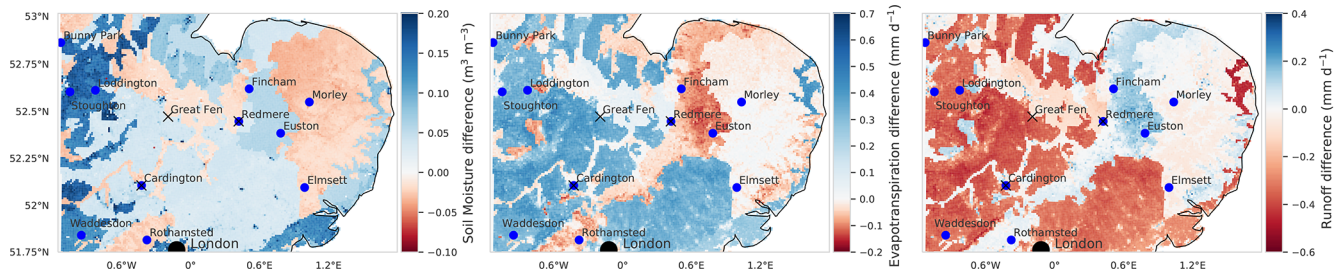 53°N
52.75°N
52.5°N
52.25°N
52°N
51.75°N
0.6°W
0°
0.6°E
1.2°E
Bunny Park
Loddington
Stoughton
Great Fen
Fincham
Morley
Redmere
Euston
Cardington
Elmsett
Waddesdon
Rothamsted
London
0.20
0.15
0.10
0.05
0.00
−0.05
−0.10
Soil Moisture difference (m³ m⁻³)
Bunny Park
Loddington
Stoughton
Great Fen
Fincham
Morley
Redmere
Euston
Cardington
Elmsett
Waddesdon
Rothamsted
London
0.6°W
0°
0.6°E
1.2°E
0.7
0.6
0.5
0.4
0.3
0.2
0.1
0.0
−0.1
−0.2
Evapotranspiration difference (mm d⁻¹)
Bunny Park
Loddington
Stoughton
Great Fen
Fincham
Morley
Redmere
Euston
Cardington
Elmsett
Waddesdon
Rothamsted
London
0.6°W
0°
0.6°E
1.2°E
0.4
0.2
0.0
−0.2
−0.4
−0.6
Runoff difference (mm d⁻¹)